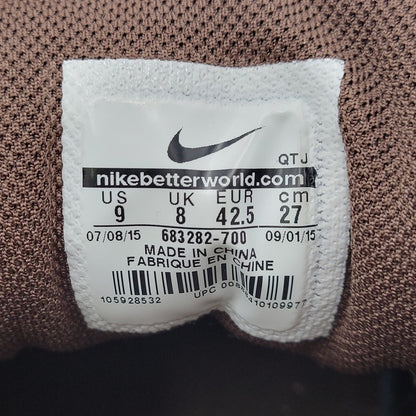 QTJ
nikebetterworld.com
US UK EUR cm
9 8 42.5 27
07/08/15 683282-700 09/01/15
MADE IN CHINA
FABRIQUE EN CHINE
105928532
UPC